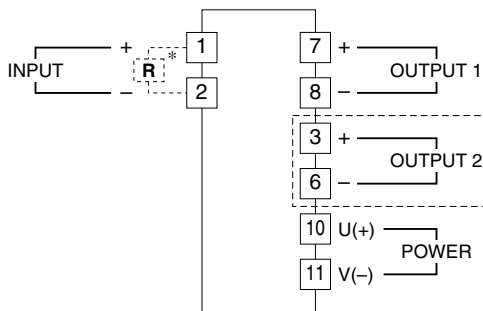 INPUT
+
R
*
–
1
2
7 +
8 –
OUTPUT 1
3 +
6 –
OUTPUT 2
10 U(+)
11 V(–)
POWER